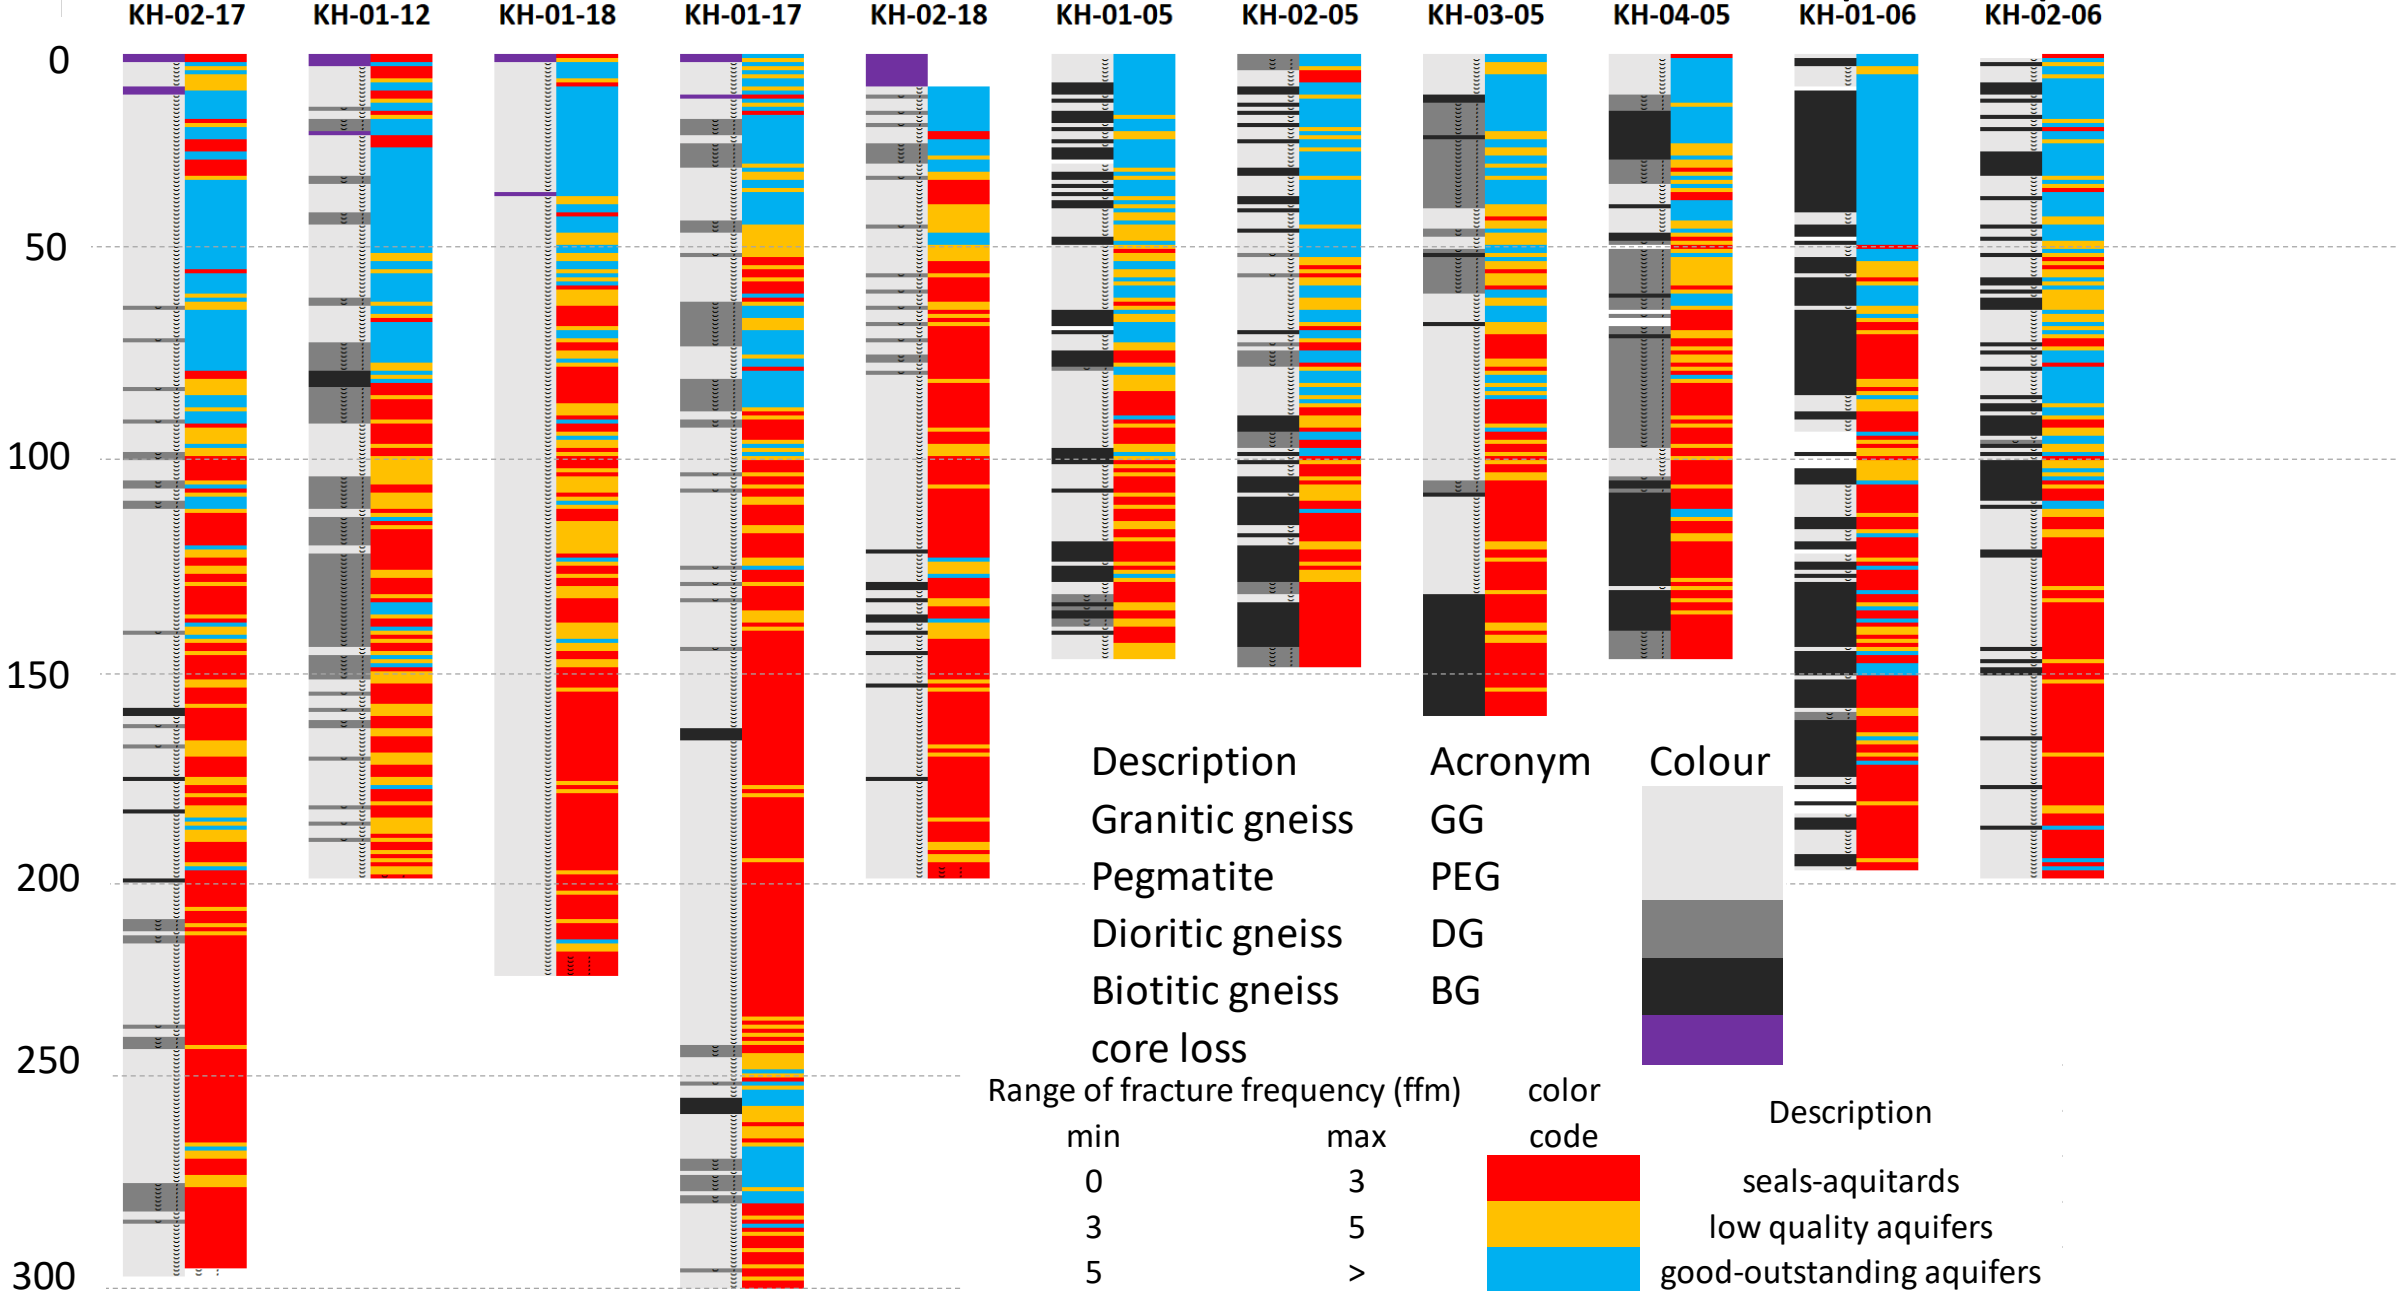 KH-02-17 KH-01-12 KH-01-18 KH-01-17 KH-02-18 KH-01-05 KH-02-05 KH-03-05 KH-04-05 KH-01-06 KH-02-06
0
50
100
150
200
250
300
Description Acronym Colour
Granitic gneiss GG
Pegmatite PEG
Dioritic gneiss DG
Biotitic gneiss BG
core loss
Range of fracture frequency (ffm) color Description
min max code
0 3 seals-aquitards
3 5 low quality aquifers
5 > good-outstanding aquifers